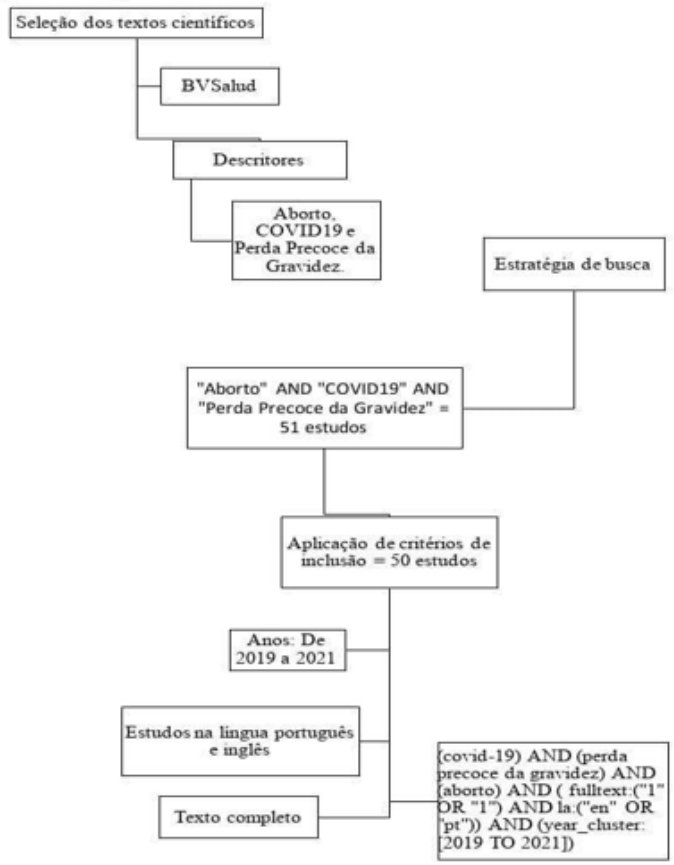 Seleção dos textos científicos
BVSalud
Descritores
Aborto,
COVID19 e
Perda Precoce da
Gravidez.
Estratégia de busca
"Aborto" AND "COVID19" AND
"Perda Precoce da Gravidez" =
51 estudos
Aplicação de critérios de
inclusão = 50 estudos
Anos: De
2019 a 2021
Estudos na lingua português
e inglês
Texto completo
(covid-19) AND (perda
precoce da gravidez) AND
(aborto) AND ( fulltext:("1"
OR "1") AND la:("en" OR
"pt")) AND (year_cluster:
[2019 TO 2021])